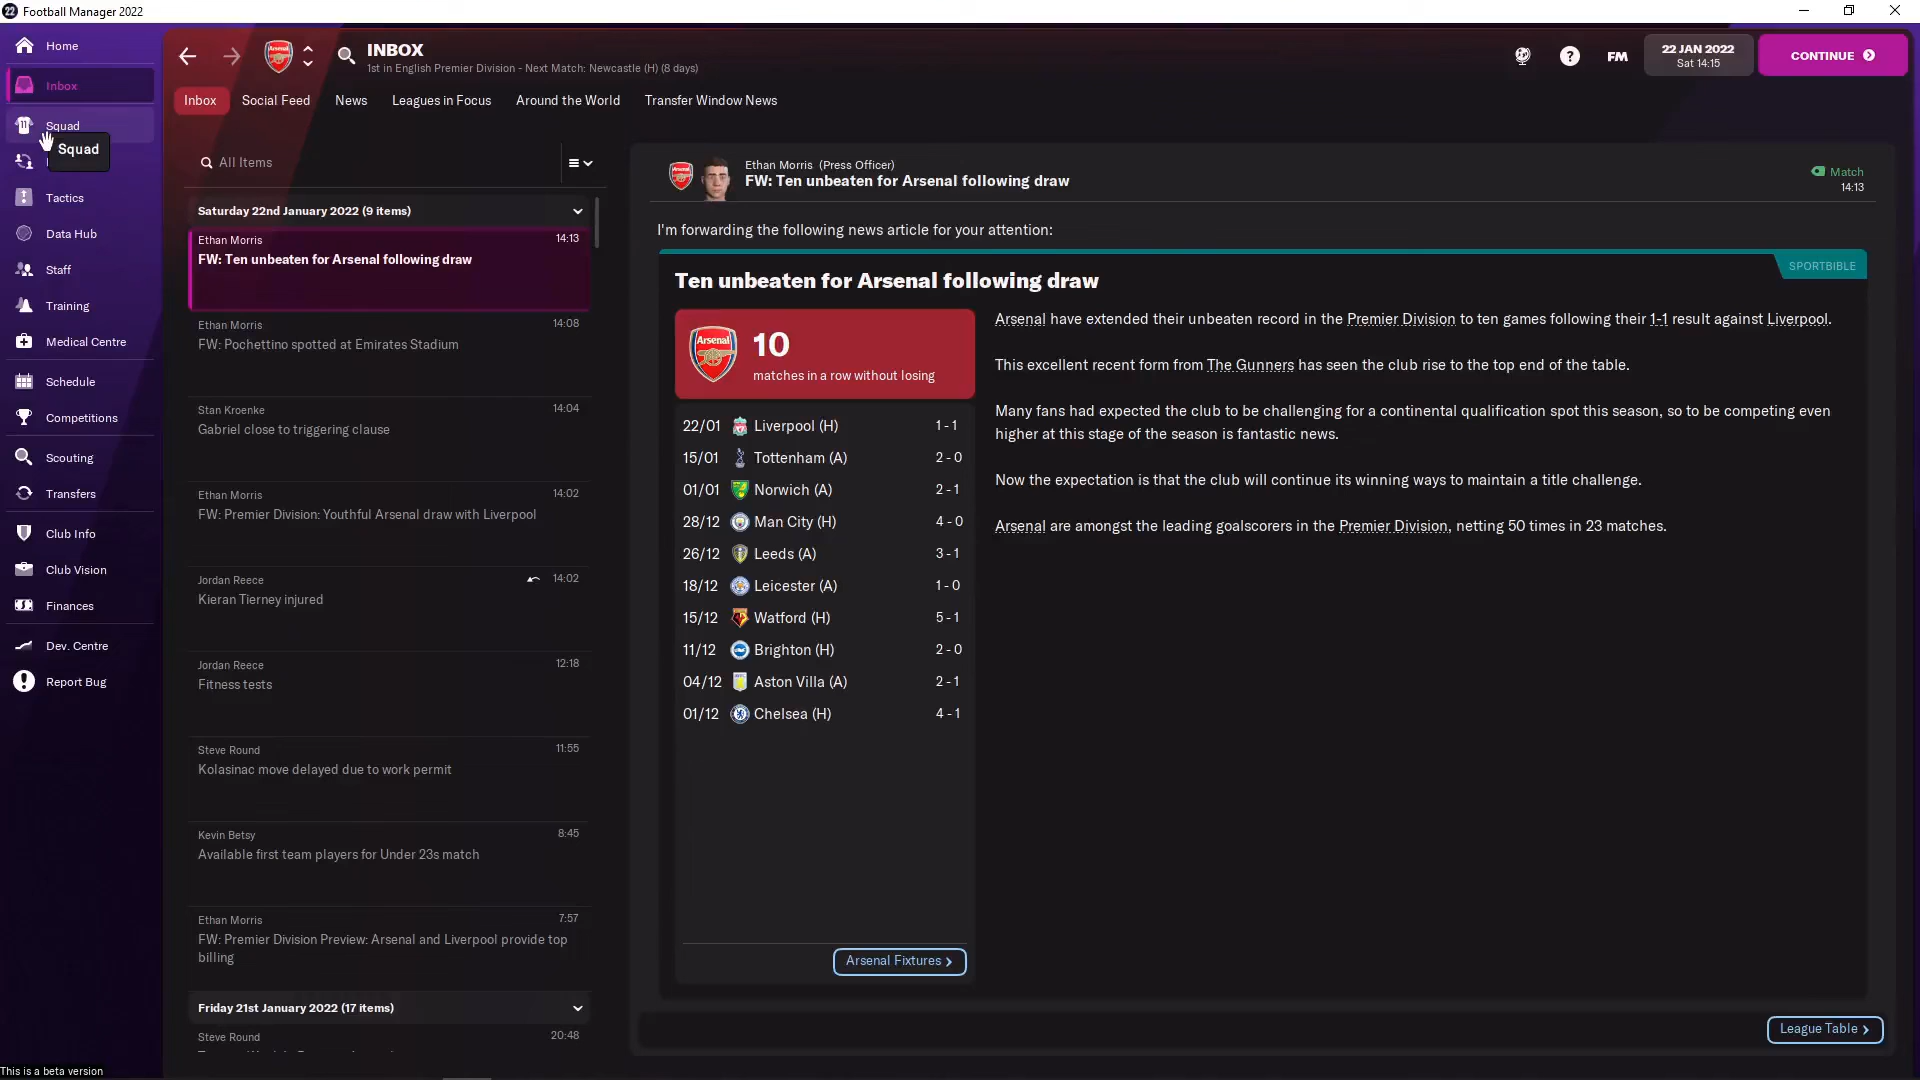 Football Manager 2022
Home
Inbox
Squad
Squad
Tactics
Data Hub
Staff
Training
Medical Centre
Schedule
Competitions
Scouting
Transfers
Club Info
Club Vision
Finances
Dev. Centre
Report Bug
This is a beta version
INBOX
1st in English Premier Division - Next Match: Newcastle (H) (8 days)
FM
22 JAN 2022
Sat 14:15
CONTINUE
Inbox Social Feed News Leagues in Focus Around the World Transfer Window News
All Items
Saturday 22nd January 2022 (9 items)
Ethan Morris 14:13
FW: Ten unbeaten for Arsenal following draw
Ethan Morris 14:08
FW: Pochettino spotted at Emirates Stadium
Stan Kroenke 14:04
Gabriel close to triggering clause
Ethan Morris 14:02
FW: Premier Division: Youthful Arsenal draw with Liverpool
Jordan Reece 14:02
Kieran Tierney injured
Jordan Reece 12:18
Fitness tests
Steve Round 11:55
Kolasinac move delayed due to work permit
Kevin Betsy 8:45
Available first team players for Under 23s match
Ethan Morris 7:57
FW: Premier Division Preview: Arsenal and Liverpool provide top
billing
Friday 21st January 2022 (17 items)
Steve Round 20:48
Ethan Morris (Press Officer)
FW: Ten unbeaten for Arsenal following draw
Match
14:13
I'm forwarding the following news article for your attention:
SPORTBIBLE
Ten unbeaten for Arsenal following draw
Arsenal
10
matches in a row without losing
22/01 Liverpool (H) 1 - 1
15/01 Tottenham (A) 2 - 0
01/01 Norwich (A) 2 - 1
28/12 Man City (H) 4 - 0
26/12 Leeds (A) 3 - 1
18/12 Leicester (A) 1 - 0
15/12 Watford (H) 5 - 1
11/12 Brighton (H) 2 - 0
04/12 Aston Villa (A) 2 - 1
01/12 Chelsea (H) 4 - 1
Arsenal Fixtures
Arsenal have extended their unbeaten record in the Premier Division to ten games following their 1-1 result against Liverpool.
This excellent recent form from The Gunners has seen the club rise to the top end of the table.
Many fans had expected the club to be challenging for a continental qualification spot this season, so to be competing even
higher at this stage of the season is fantastic news.
Now the expectation is that the club will continue its winning ways to maintain a title challenge.
Arsenal are amongst the leading goalscorers in the Premier Division, netting 50 times in 23 matches.
League Table